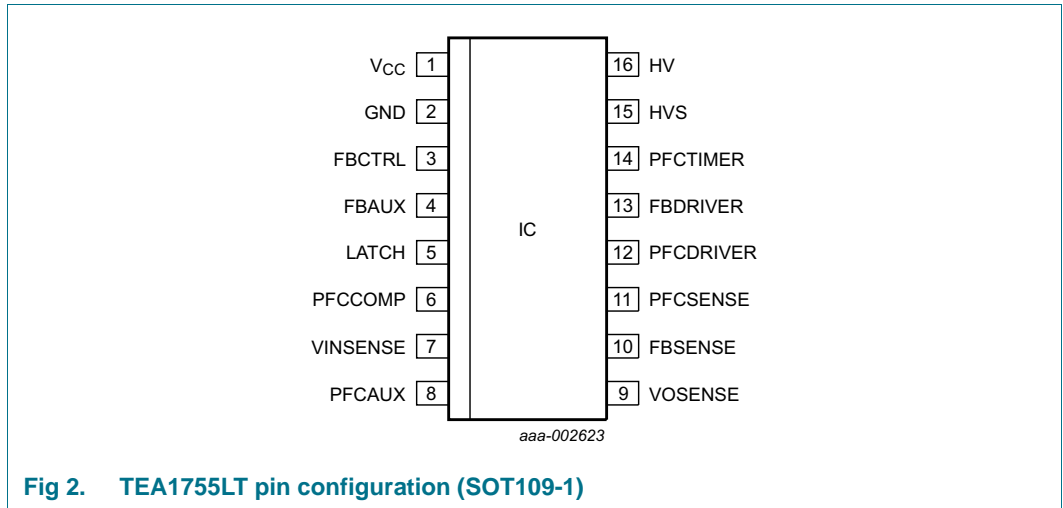 VCC 1
GND 2
FBCTRL 3
FBAUX 4
LATCH 5
PFCCOMP 6
VINSENSE 7
PFCAUX 8
IC
16 HV
15 HVS
14 PFCTIMER
13 FBDRIVER
12 PFCDRIVER
11 PFCSENSE
10 FBSENSE
9 VOSENSE
aaa-002623
Fig 2. TEA1755LT pin configuration (SOT109-1)